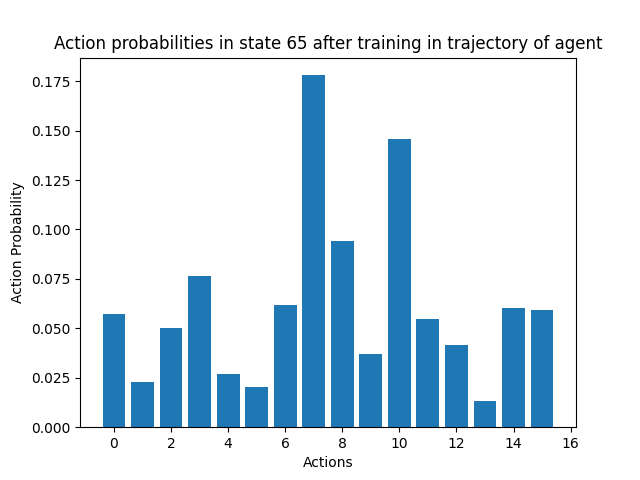 Action probabilities in state 65 after training in trajectory of agent
0.175
0.150
0.125
0.100
0.075
0.050
0.025
0.000
Action Probability
0 2 4 6 8 10 12 14 16
Actions